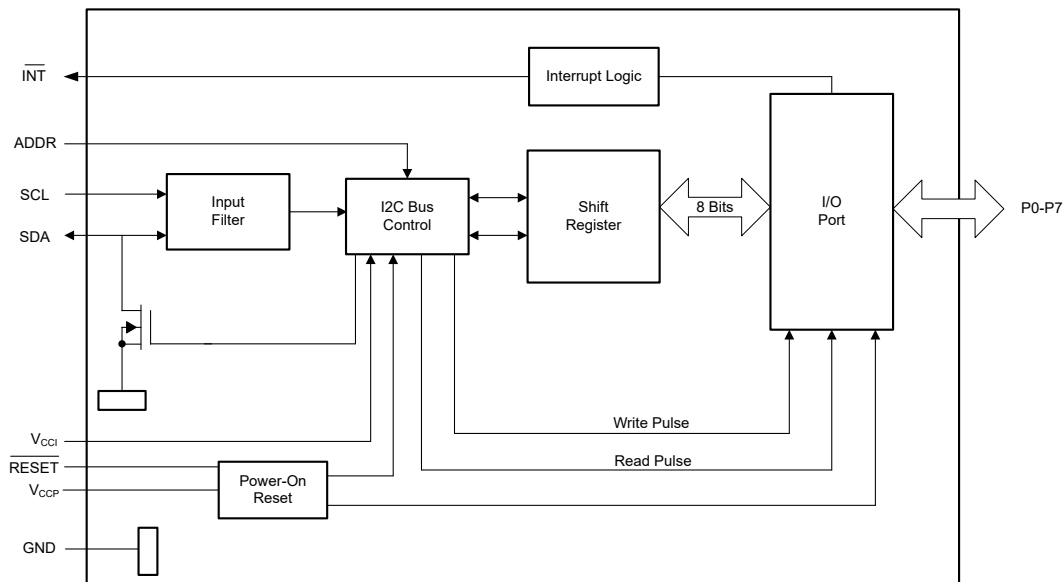 INT
Interrupt Logic
ADDR
SCL
SDA
Input
Filter
I2C Bus
Control
Shift
Register
8 Bits
I/O
Port
P0-P7
Write Pulse
Read Pulse
VCCI
RESET
VCCP
Power-On
Reset
GND